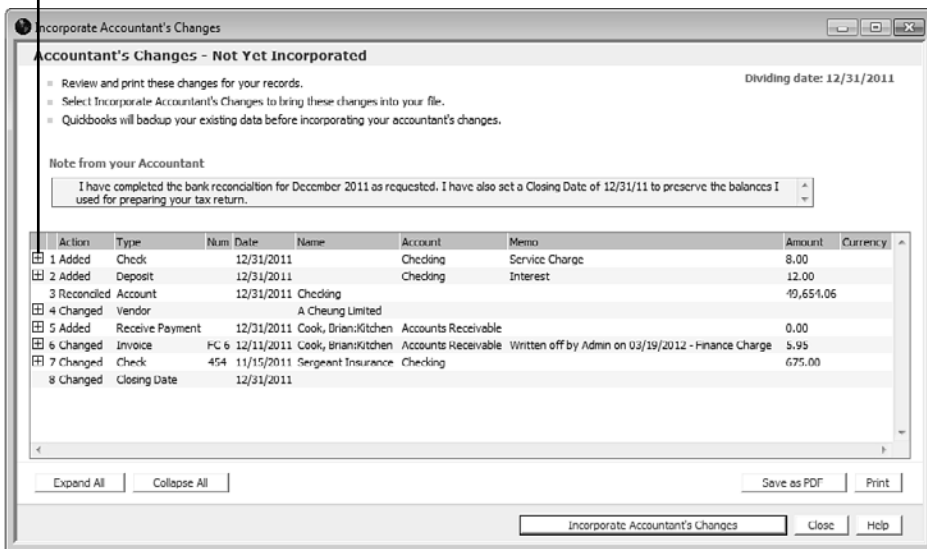 Incorporate Accountant's Changes
Accountant's Changes - Not Yet Incorporated
Dividing date: 12/31/2011
Review and print these changes for your records.
Select Incorporate Accountant's Changes to bring these changes into your file.
Quickbooks will backup your existing data before incorporating your accountant's changes.
Note from your Accountant
I have completed the bank reconcialtion for December 2011 as requested. I have also set a Closing Date of 12/31/11 to preserve the balances I
used for preparing your tax return.
Action Type Num Date Name Account Memo Amount Currency
1 Added Check 12/31/2011 Checking Service Charge 8.00
2 Added Deposit 12/31/2011 Checking Interest 12.00
3 Reconciled Account 12/31/2011 Checking 49,654.06
4 Changed Vendor A Cheung Limited
5 Added Receive Payment 12/31/2011 Cook, Brian:Kitchen Accounts Receivable 0.00
6 Changed Invoice FC 6 12/11/2011 Cook, Brian:Kitchen Accounts Receivable Written off by Admin on 03/19/2012 - Finance Charge 5.95
7 Changed Check 454 11/15/2011 Sergeant Insurance Checking 675.00
8 Changed Closing Date 12/31/2011
Expand All Collapse All Save as PDF Print
Incorporate Accountant's Changes Close Help